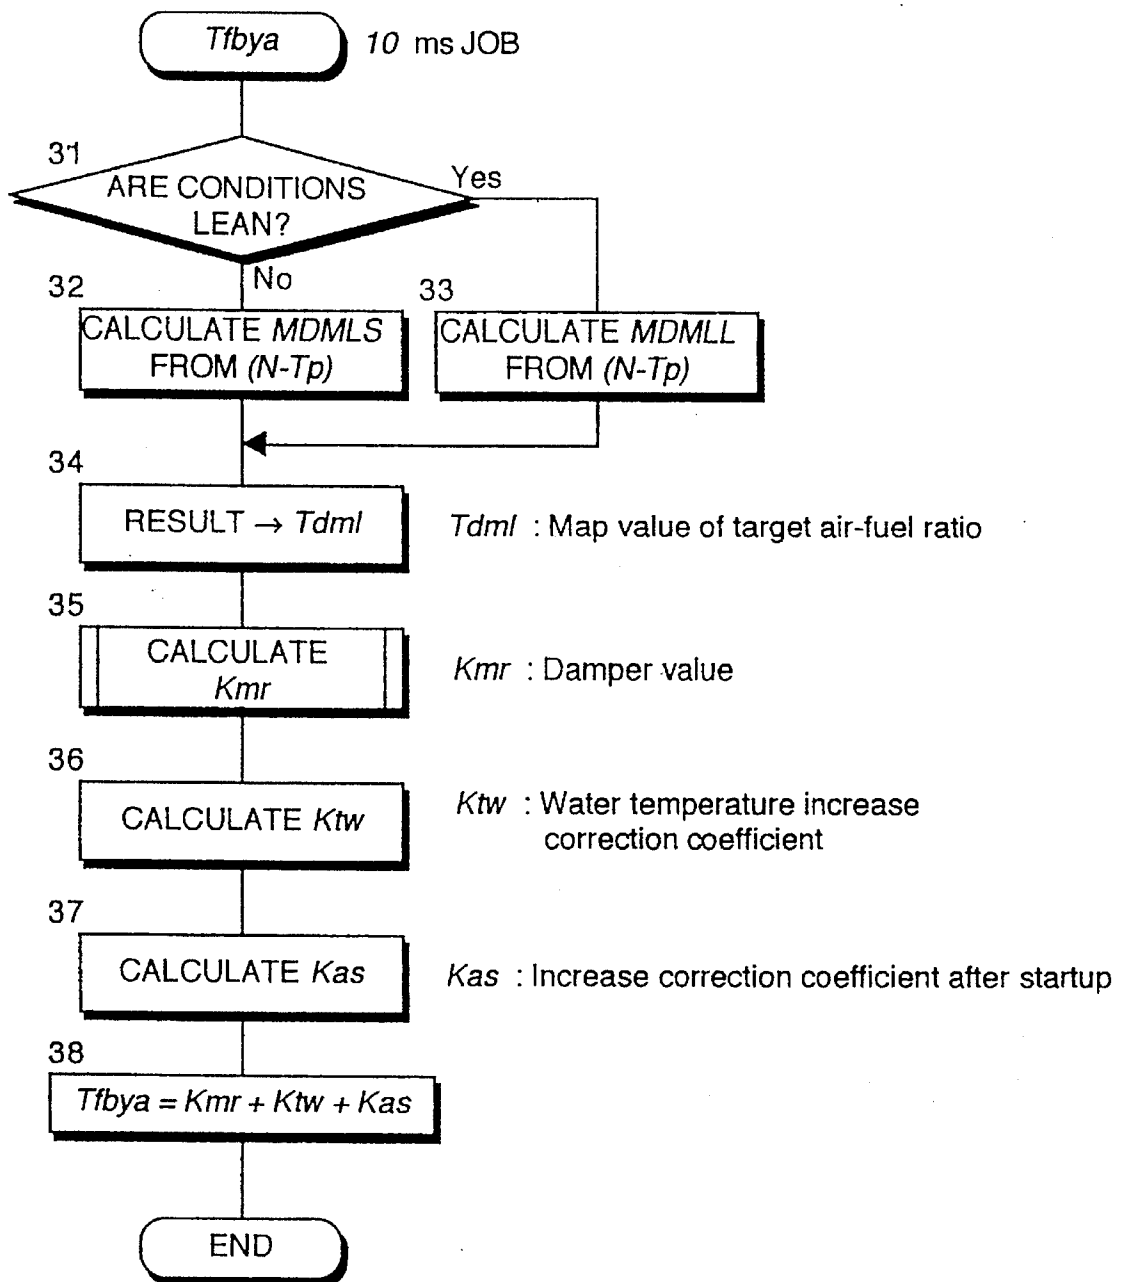 Tfbya 10 ms JOB
31
ARE CONDITIONS
LEAN?
Yes
No
32
CALCULATE MDMLS
FROM (N-Tp)
33
CALCULATE MDMLL
FROM (N-Tp)
34
RESULT → Tdml
Tdml : Map value of target air-fuel ratio
35
CALCULATE
Kmr
Kmr : Damper value
36
CALCULATE Ktw
Ktw : Water temperature increase
correction coefficient
37
CALCULATE Kas
Kas : Increase correction coefficient after startup
38
Tfbya = Kmr + Ktw + Kas
END